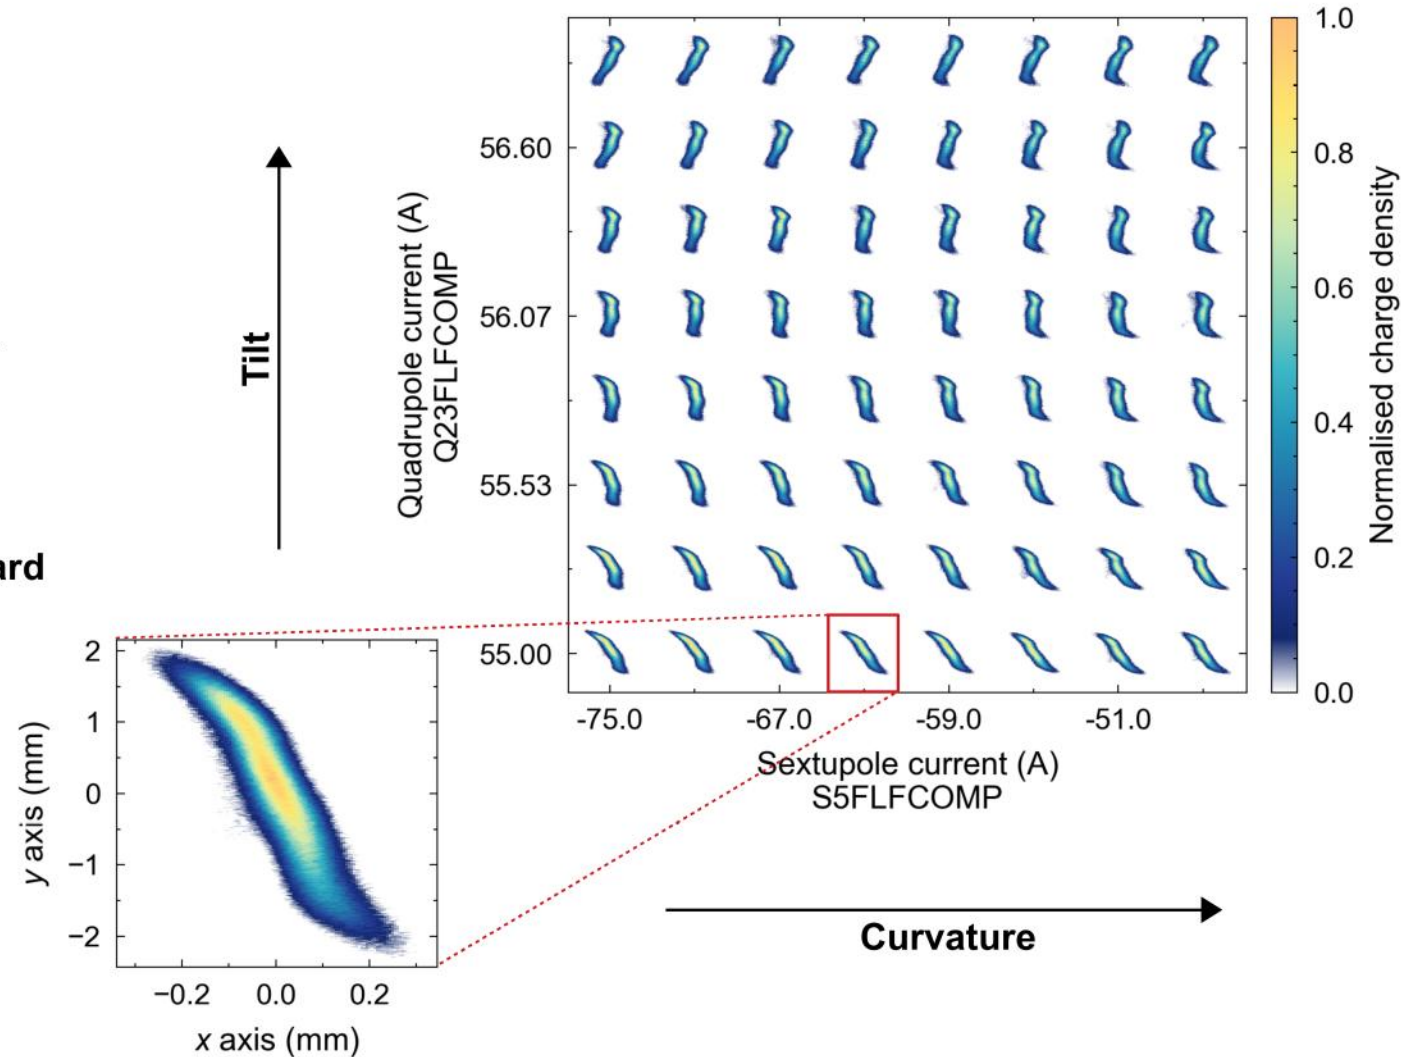 1.0
0.8
0.6
0.4
0.2
0.0
Normalised charge density
56.60
56.07
55.53
55.00
Quadrupole current (A)
Q23FLFCOMP
Tilt
ard
-75.0 -67.0 -59.0 -51.0
Sextupole current (A)
S5FLFCOMP
Curvature
2
1
0
−1
−2
y axis (mm)
−0.2 0.0 0.2
x axis (mm)